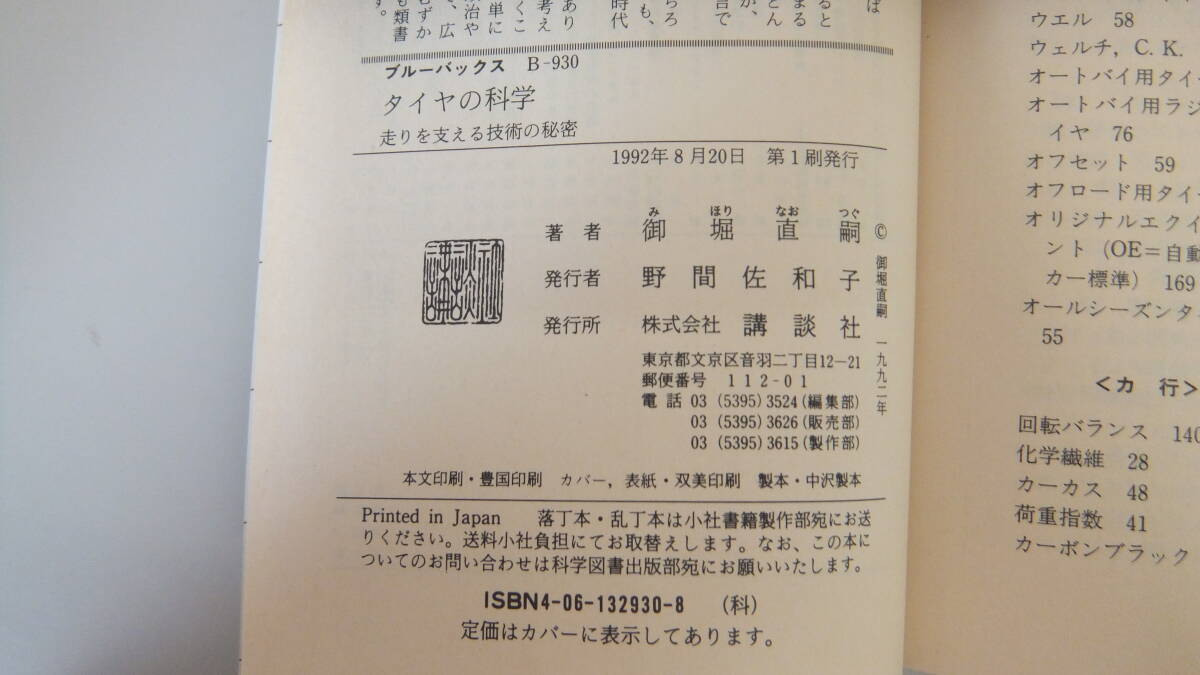 ブルーバックス B-930
タイヤの科学
走りを支える技術の秘密
1992年8月20日 第1刷発行
著者 御堀直嗣
み ほり なお つぐ
発行者 野間佐和子
発行所 株式会社 講談社
東京都文京区音羽二丁目12−21
郵便番号 112-01
電話 03 (5395) 3524 (編集部)
03 (5395) 3626 (販売部)
03 (5395) 3615 (製作部)
© 御堀直嗣 一九九二年
本文印刷・豊国印刷 カバー，表紙・双美印刷 製本・中沢製本
Printed in Japan 落丁本・乱丁本は小社書籍製作部宛にお送
りください。送料小社負担にてお取替えします。なお、この本に
ついてのお問い合わせは科学図書出版部宛にお願いいたします。
ISBN4-06-132930-8 (科)
定価はカバーに表示してあります。
ウエル 58
ウェルチ, C. K.
オートバイ用タイ
オートバイ用ラジ
イヤ 76
オフセット 59
オフロード用タイ
オリジナルエクイ
ント (OE=自動
カー標準) 169
オールシーズンタ
55
<カ 行>
回転バランス 140
化学繊維 28
カーカス 48
荷重指数 41
カーボンブラック